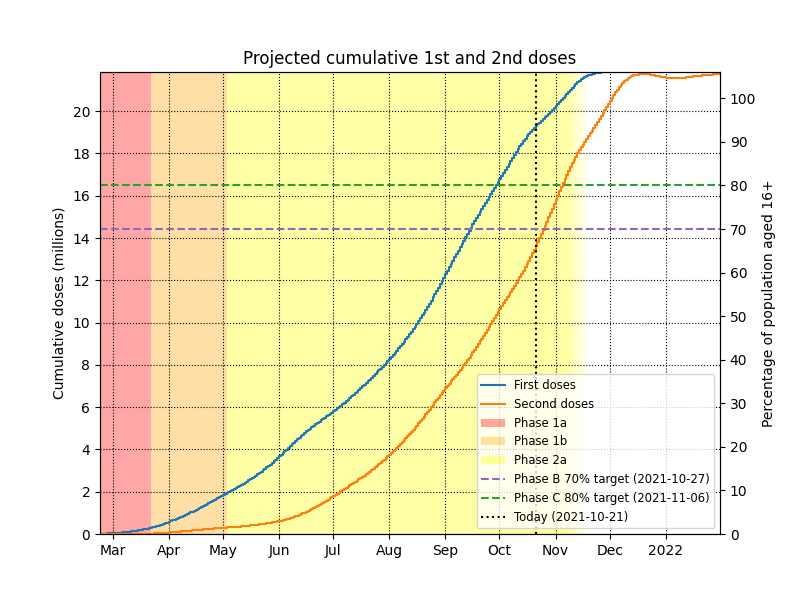 Projected cumulative 1st and 2nd doses
Cumulative doses (millions)
20
18
16
14
12
10
8
6
4
2
0
100
90
80
70
60
50
40
30
20
10
0
Percentage of population aged 16+
First doses
Second doses
Phase 1a
Phase 1b
Phase 2a
Phase B 70% target (2021-10-27)
Phase C 80% target (2021-11-06)
Today (2021-10-21)
Mar Apr May Jun Jul Aug Sep Oct Nov Dec 2022